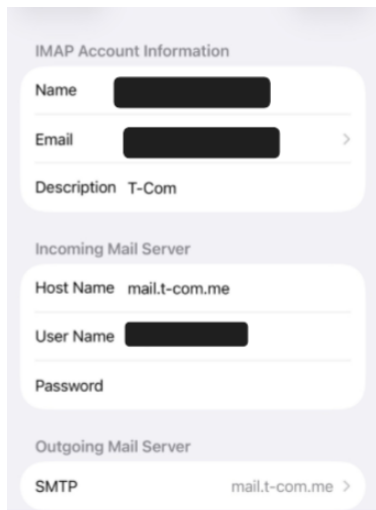 IMAP Account Information
Name
Email
Description T-Com
Incoming Mail Server
Host Name mail.t-com.me
User Name
Password
Outgoing Mail Server
SMTP mail.t-com.me